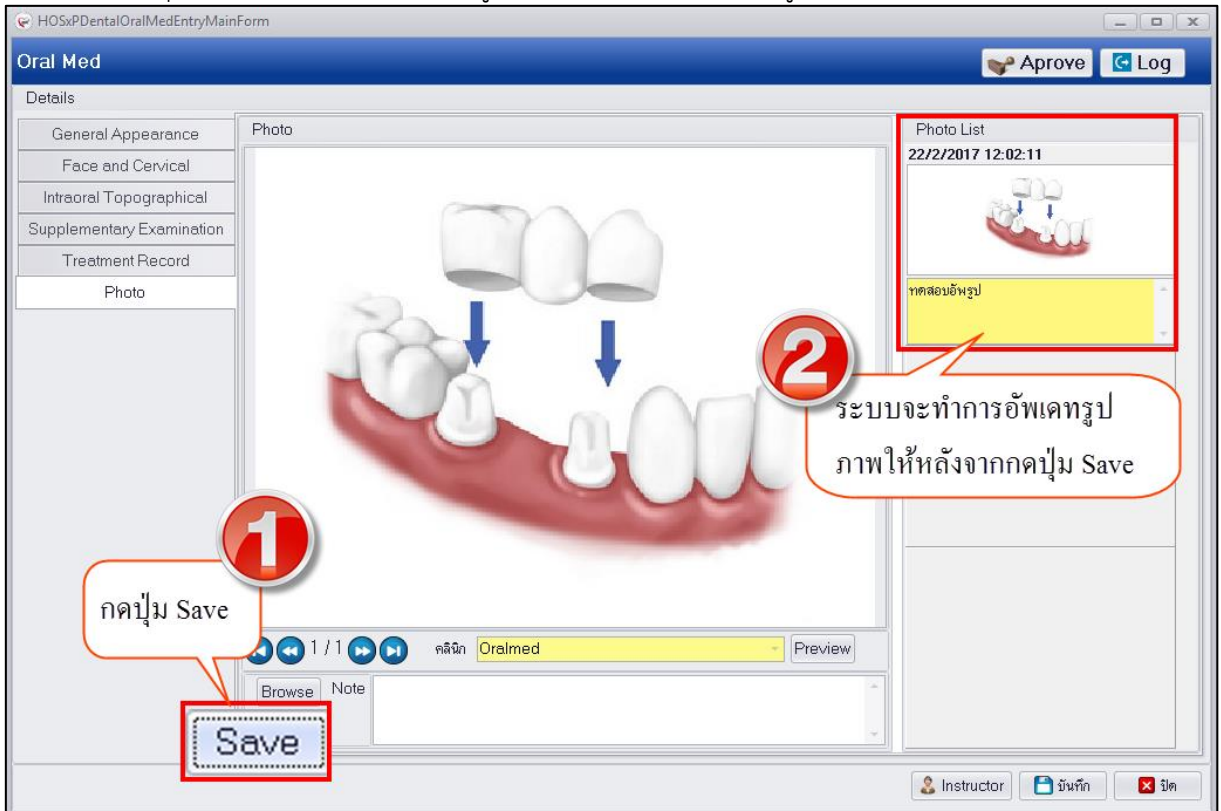 HOSxPDentalOralMedEntryMainForm
Oral Med
Aprove
Log
Details
General Appearance
Face and Cervical
Intraoral Topographical
Supplementary Examination
Treatment Record
Photo
Photo
Photo List
22/2/2017 12:02:11
ทดสอบอัพรูป
2
ระบบจะทำการอัพเดทรูป
ภาพให้หลังจากกดปุ่ม Save
1
กดปุ่ม Save
1 / 1
คลินิก
Oralmed
Preview
Browse
Note
Save
Instructor
บันทึก
ปิด